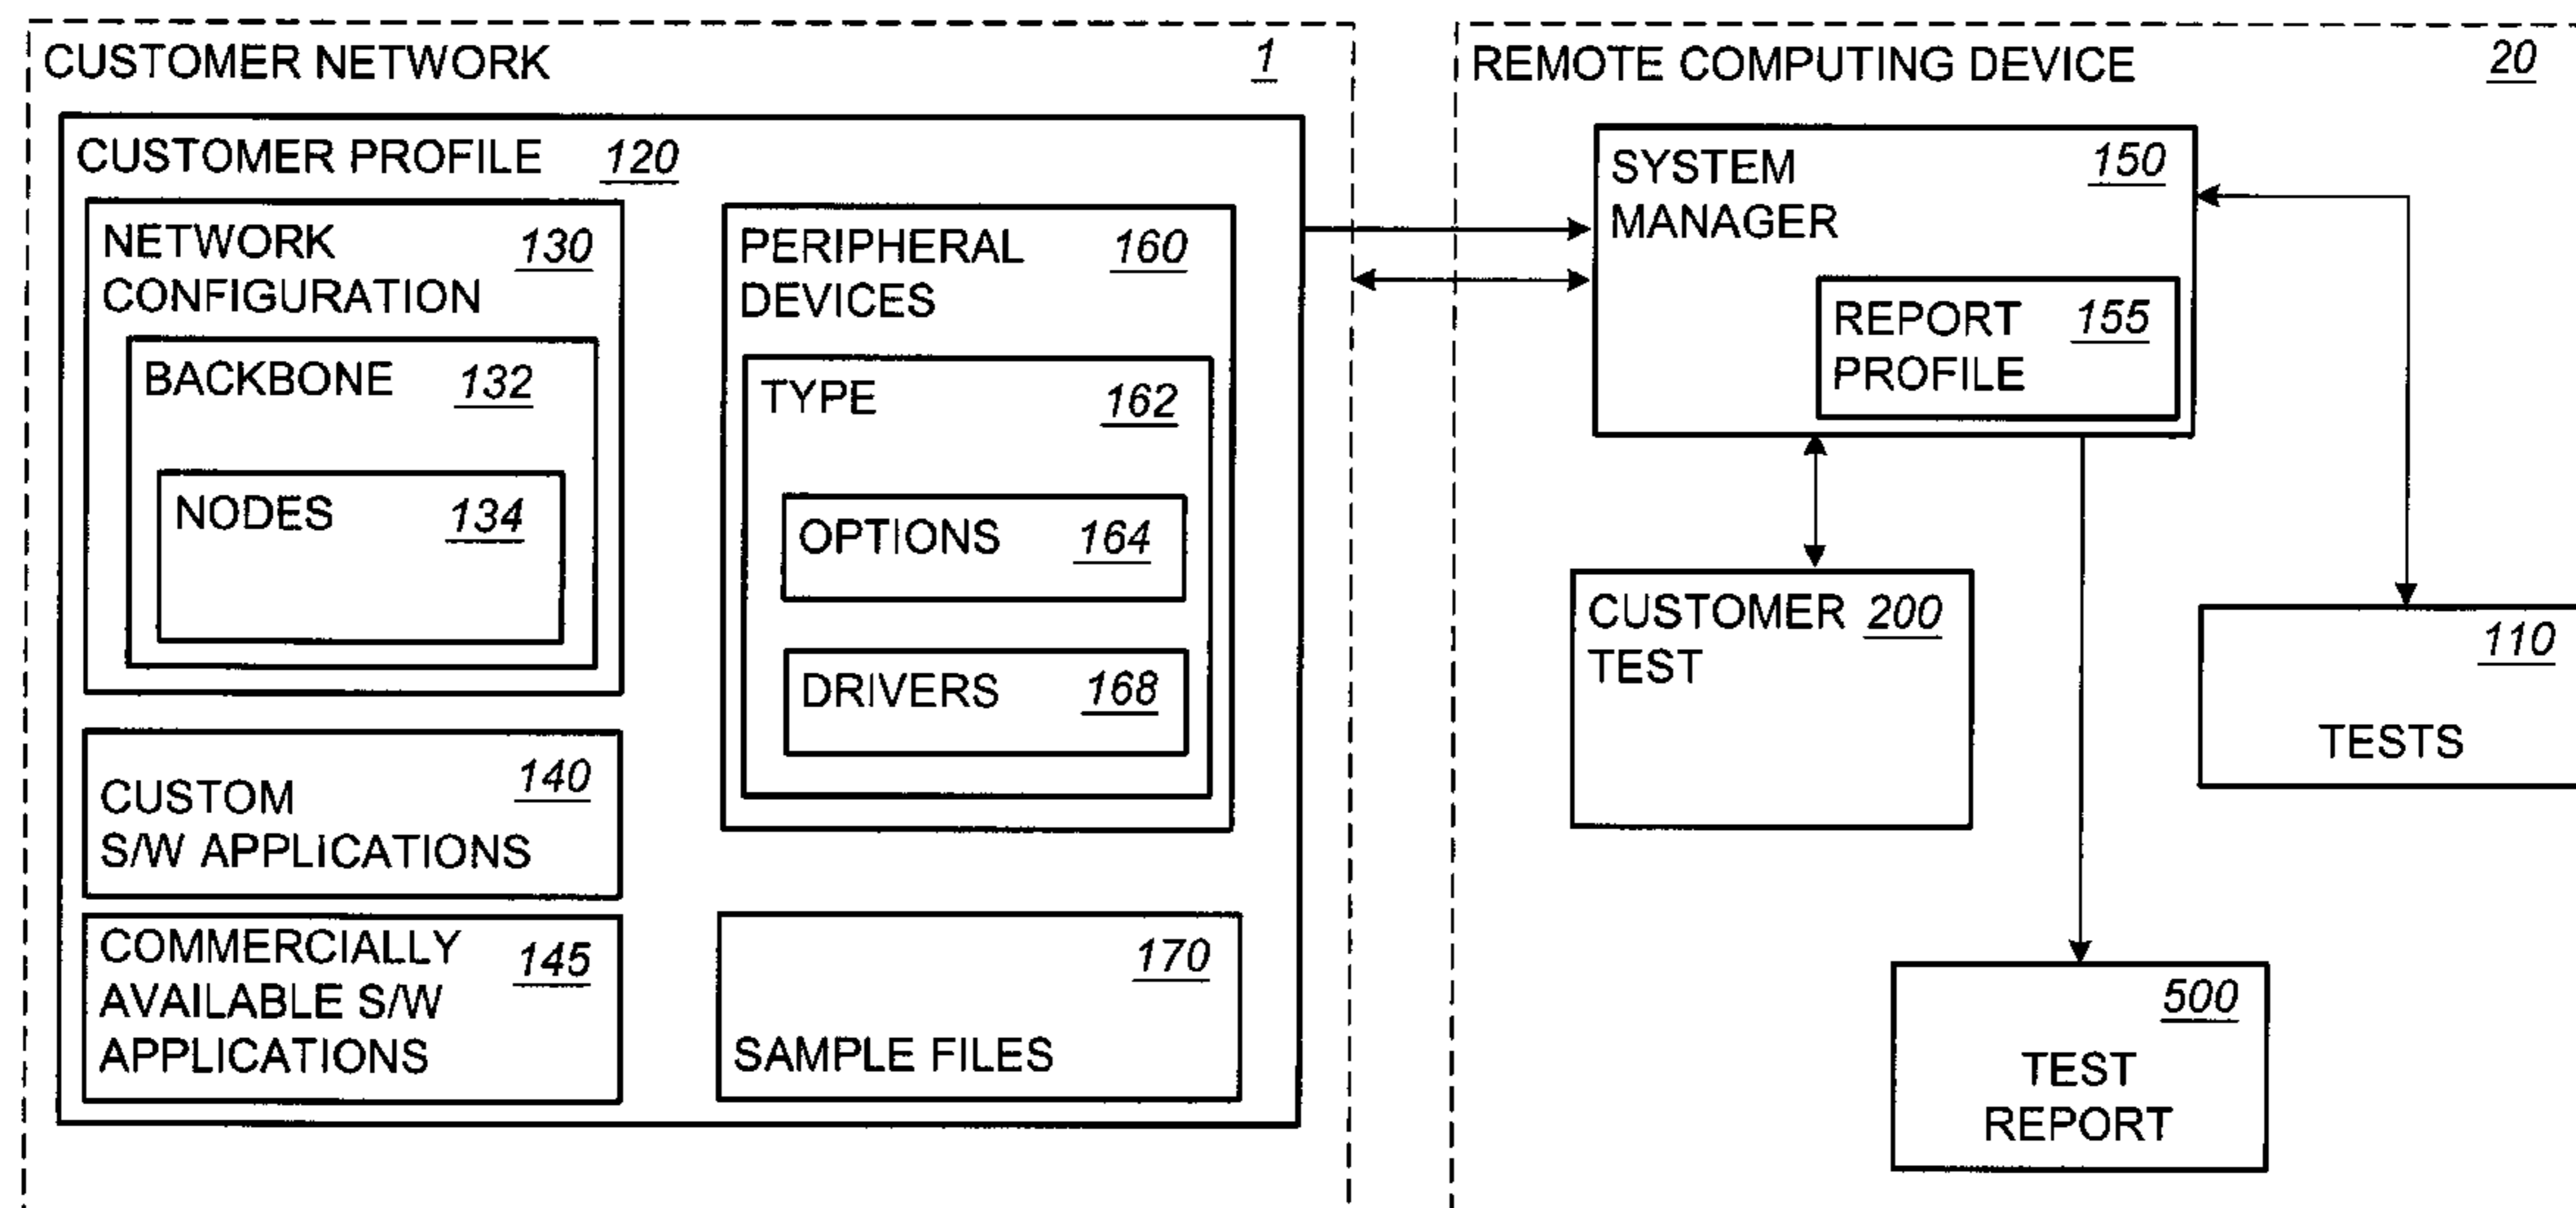 CUSTOMER NETWORK 1
CUSTOMER PROFILE 120
NETWORK 130
CONFIGURATION
BACKBONE 132
NODES 134
CUSTOM 140
S/W APPLICATIONS
COMMERCIALLY 145
AVAILABLE S/W
APPLICATIONS
PERIPHERAL 160
DEVICES
TYPE 162
OPTIONS 164
DRIVERS 168
170
SAMPLE FILES
REMOTE COMPUTING DEVICE 20
SYSTEM 150
MANAGER
REPORT 155
PROFILE
CUSTOMER 200
TEST
110
TESTS
500
TEST
REPORT